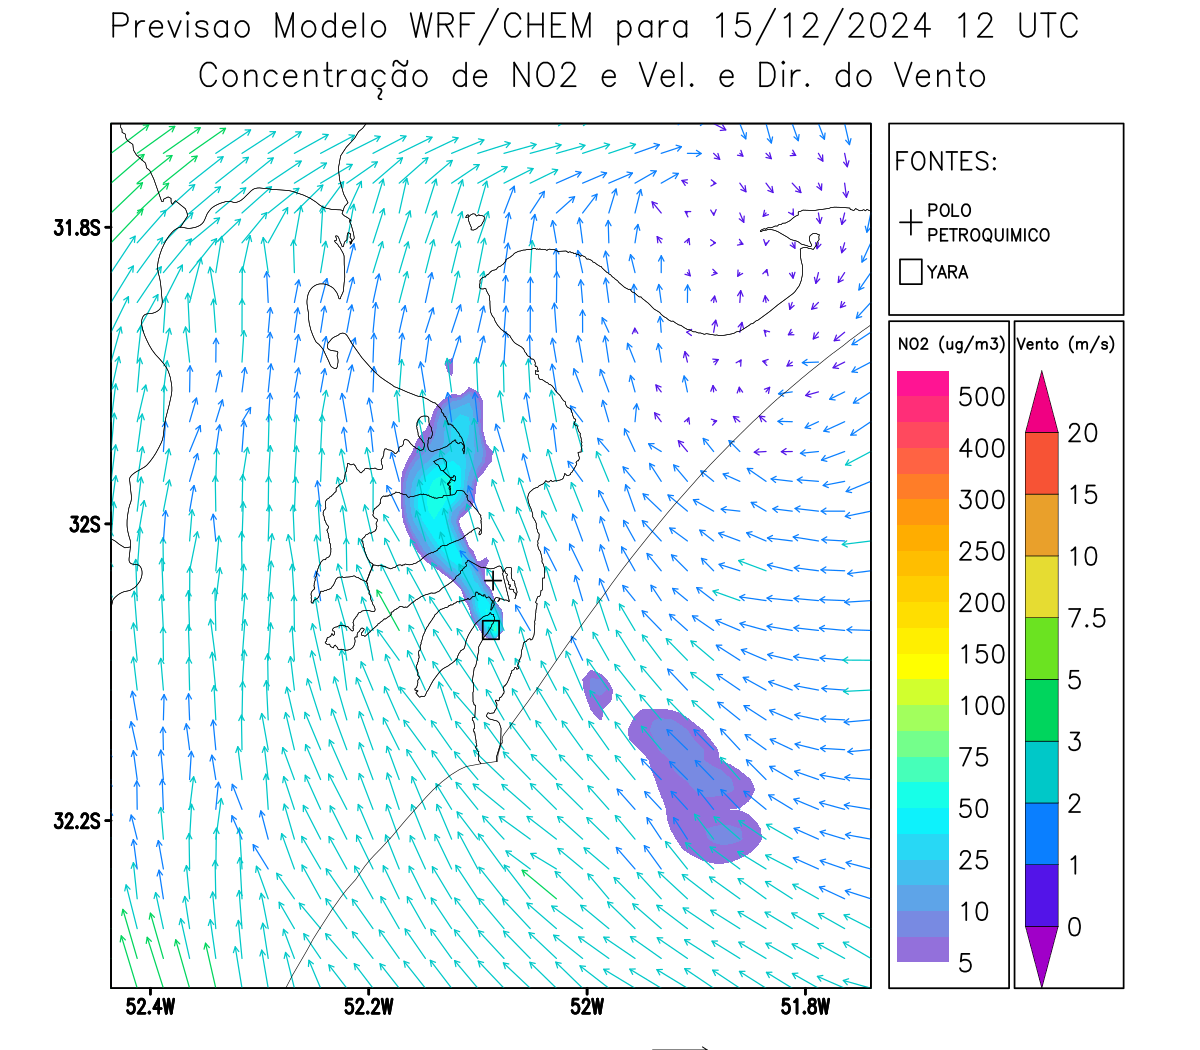 Previsao Modelo WRF/CHEM para 15/12/2024 12 UTC
Concentração de NO2 e Vel. e Dir. do Vento
FONTES:
POLO
PETROQUIMICO
YARA
NO2 (ug/m3)
500
400
300
250
200
150
100
75
50
25
10
5
Vento (m/s)
20
15
10
7.5
5
3
2
1
0
31.8S
32S
32.2S
52.4W
52.2W
52W
51.8W